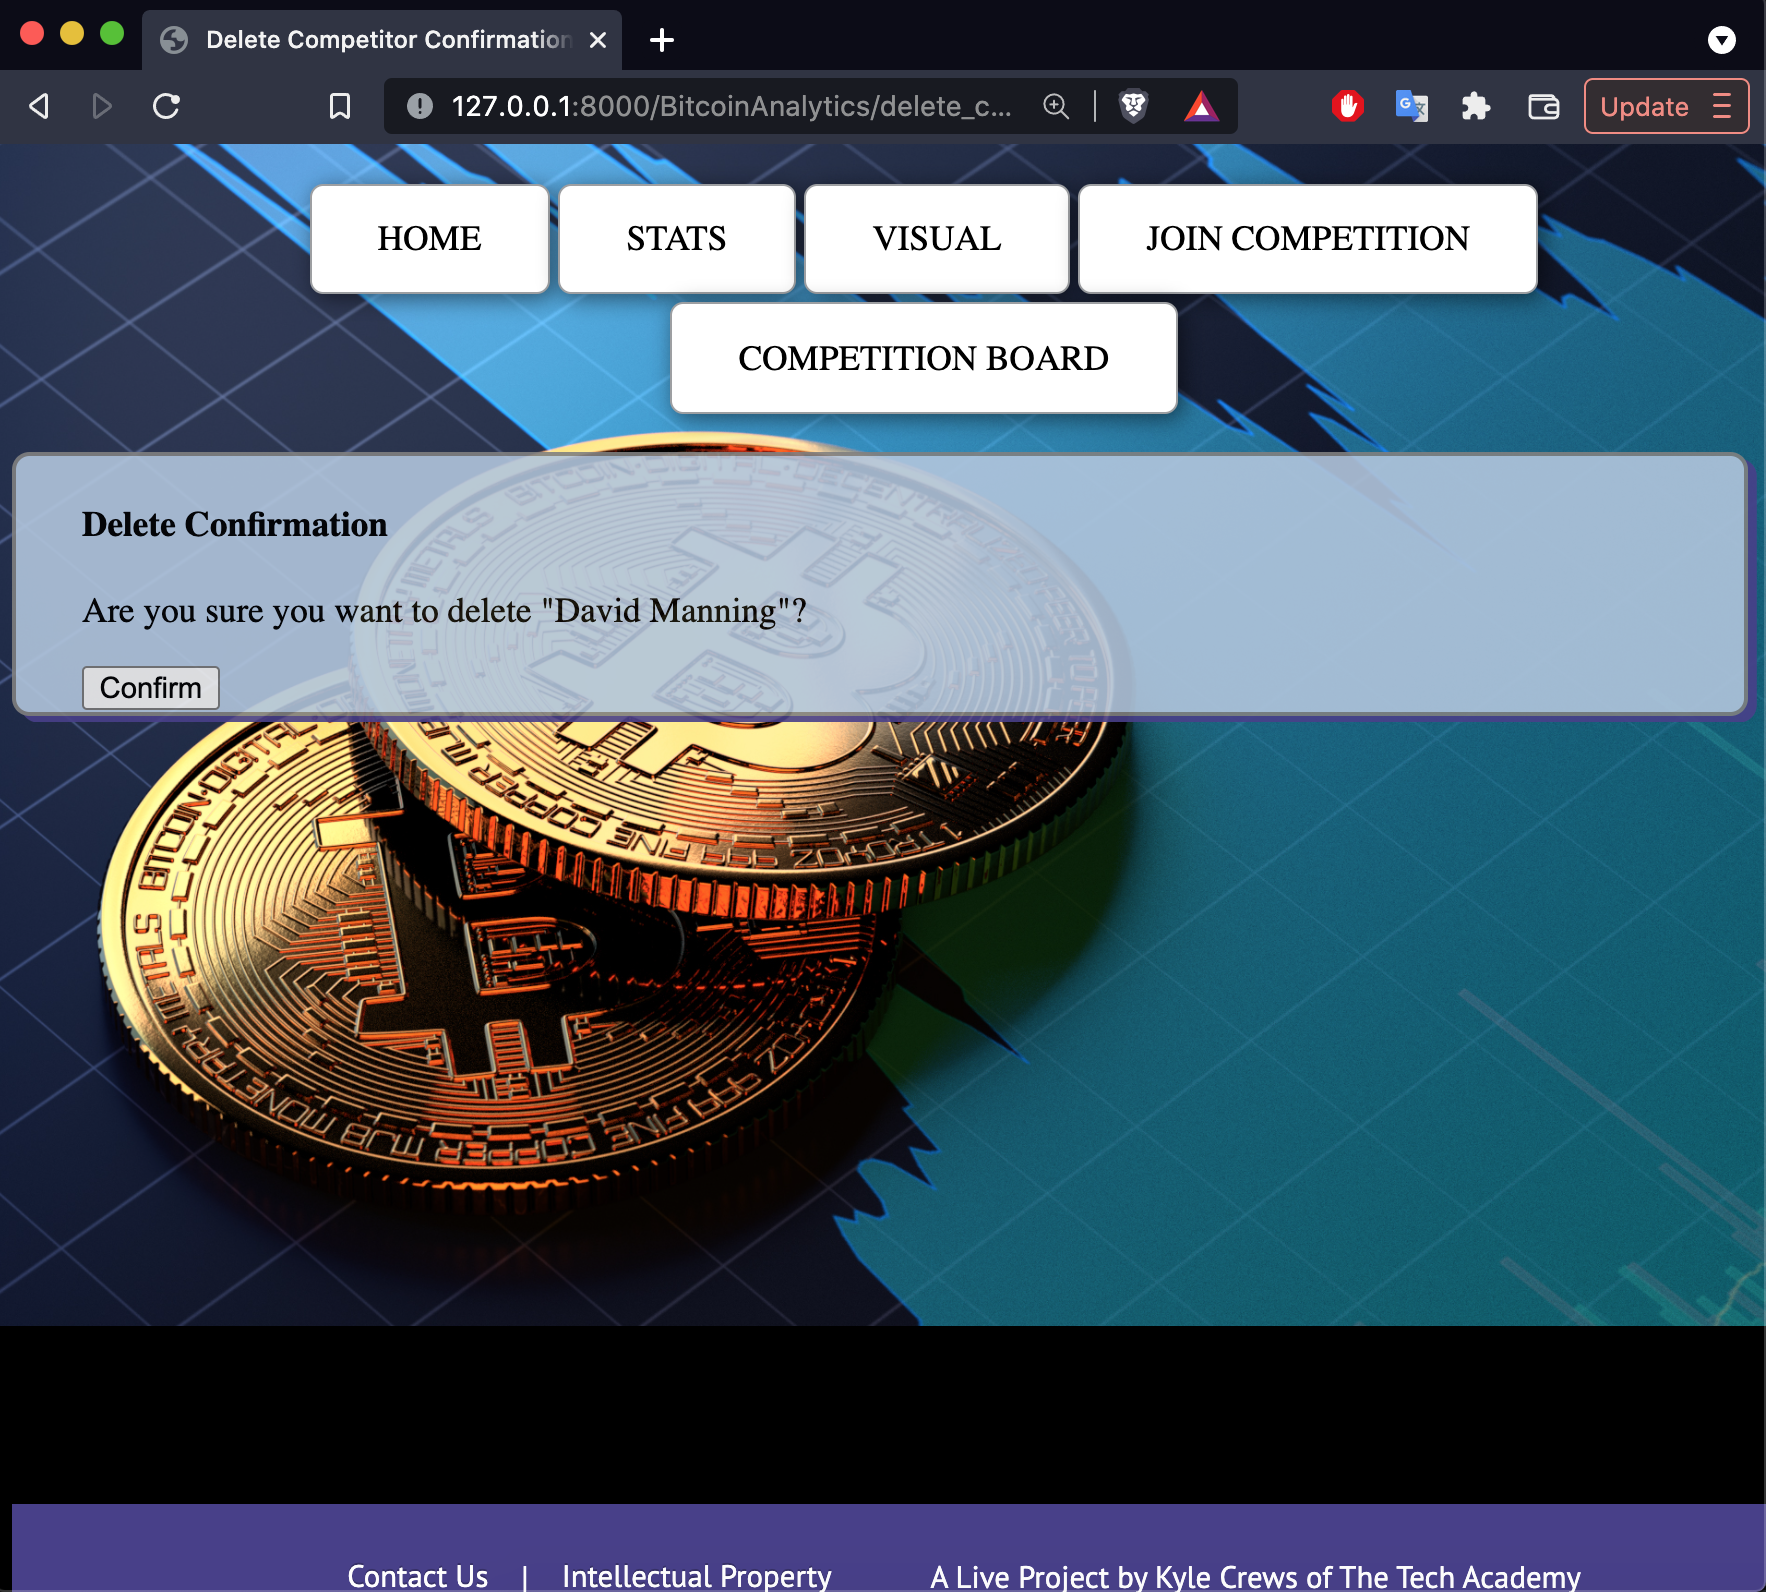 Delete Competitor Confirmation
127.0.0.1:8000/BitcoinAnalytics/delete_c...
Update
HOME
STATS
VISUAL
JOIN COMPETITION
COMPETITION BOARD
Delete Confirmation
Are you sure you want to delete "David Manning"?
Confirm
Contact Us | Intellectual Property A Live Project by Kyle Crews of The Tech Academy